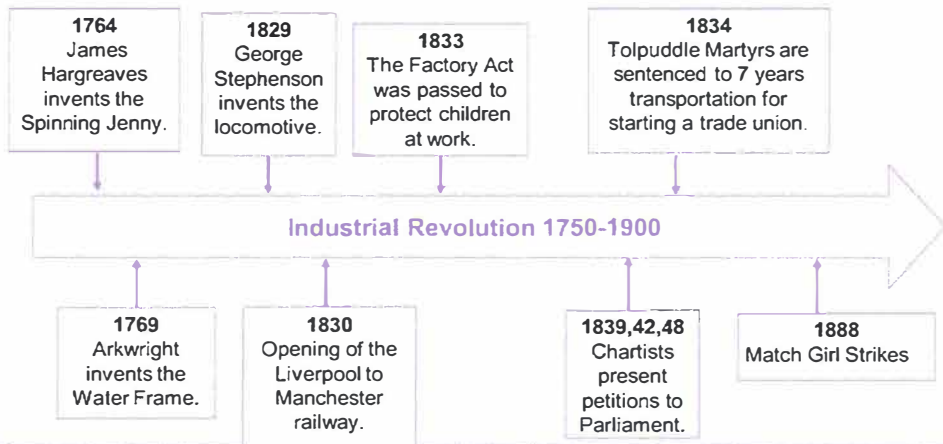 1764
James
Hargreaves
invents the
Spinning Jenny.
1829
George
Stephenson
invents the
locomotive.
1833
The Factory Act
was passed to
protect children
at work.
1834
Tolpuddle Martyrs are
sentenced to 7 years
transportation for
starting a trade union.
Industrial Revolution 1750-1900
1769
Arkwright
invents the
Water Frame.
1830
Opening of the
Liverpool to
Manchester
railway.
1839,42,48
Chartists
present
petitions to
Parliament.
1888
Match Girl Strikes